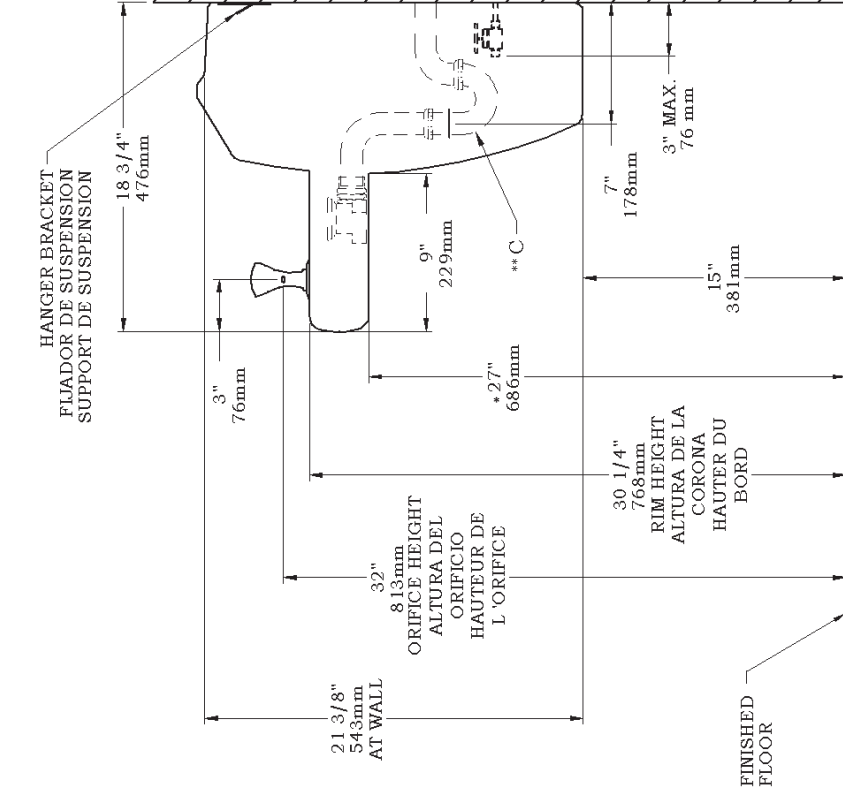 HANGER BRACKET
FIJADOR DE SUSPENSION
SUPPORT DE SUSPENSION
18 3/4"
476mm
3"
76mm
9"
229mm
**C
7"
178mm
3" MAX.
76 mm
15"
381mm
*27"
686mm
30 1/4"
768mm
RIM HEIGHT
ALTURA DE LA
CORONA
HAUTER DU
BORD
32"
813mm
ORIFICE HEIGHT
ALTURA DEL
ORIFICIO
HAUTEUR DE
L 'ORIFICE
21 3/8"
543mm
AT WALL
FINISHED
FLOOR